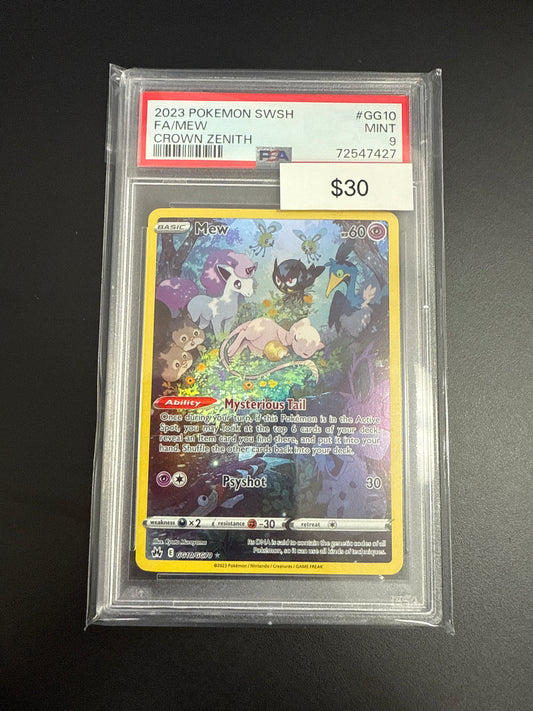 2023 POKEMON SWSH #GG10
FA/MEW MINT
CROWN ZENITH 9
PSA 72547427
$30
BASIC Mew HP60
Ability Mysterious Tail
Once during your turn, if this Pokémon is in the Active
Spot, you may look at the top 6 cards of your deck,
reveal an Item card you find there, and put it into your
hand. Shuffle the other cards back into your deck.
Psyshot 30
weakness ×2 resistance -30 retreat
Illus. Kyoko Murayama
Its DNA is said to contain the genetic codes of all
Pokémon, so it can use all kinds of techniques.
E GG10/GG70 ★
©2023 Pokémon / Nintendo / Creatures / GAME FREAK